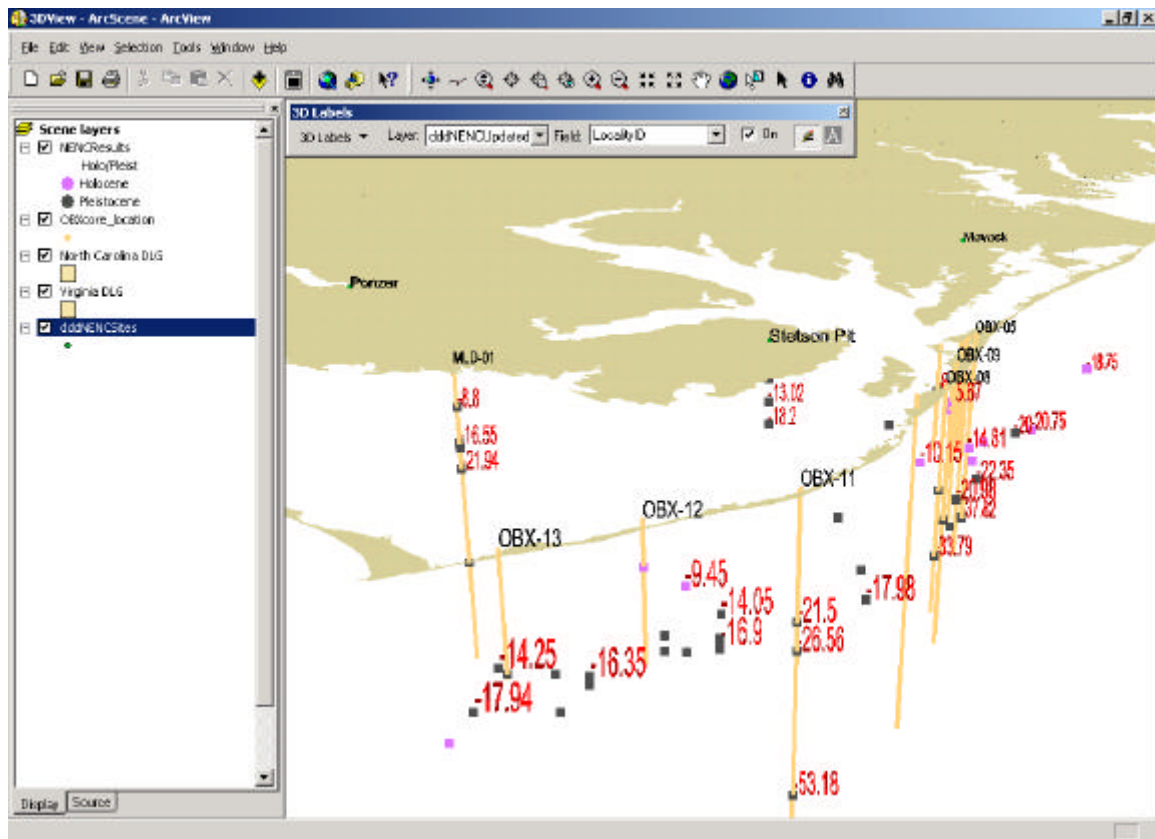 3DView - ArcScene - ArcView
File Edit View Selection Tools Window Help
3D Labels
3D Labels Layer: dddNENCUpdated Field: LocalityID On
Scene layers
NENCResults
Holo/Pleist
Holocene
Pleistocene
OBXcore_location
North Carolina DLG
Virginia DLG
dddNENCSites
Display Source
Moyock
Ponzer
Stetson Pit
OBX-05
MLD-01
OBX-09
-18.75
OBX-08
5.87
-8.8
-13.02
18.2
-20.75
-14.81
16.55
-10.15
21.94
-22.35
OBX-11
-20.98
OBX-12
37.82
OBX-13
33.79
-9.45
-17.98
-14.05
-21.5
-16.9
-26.56
-14.25
-16.35
-17.94
-53.18